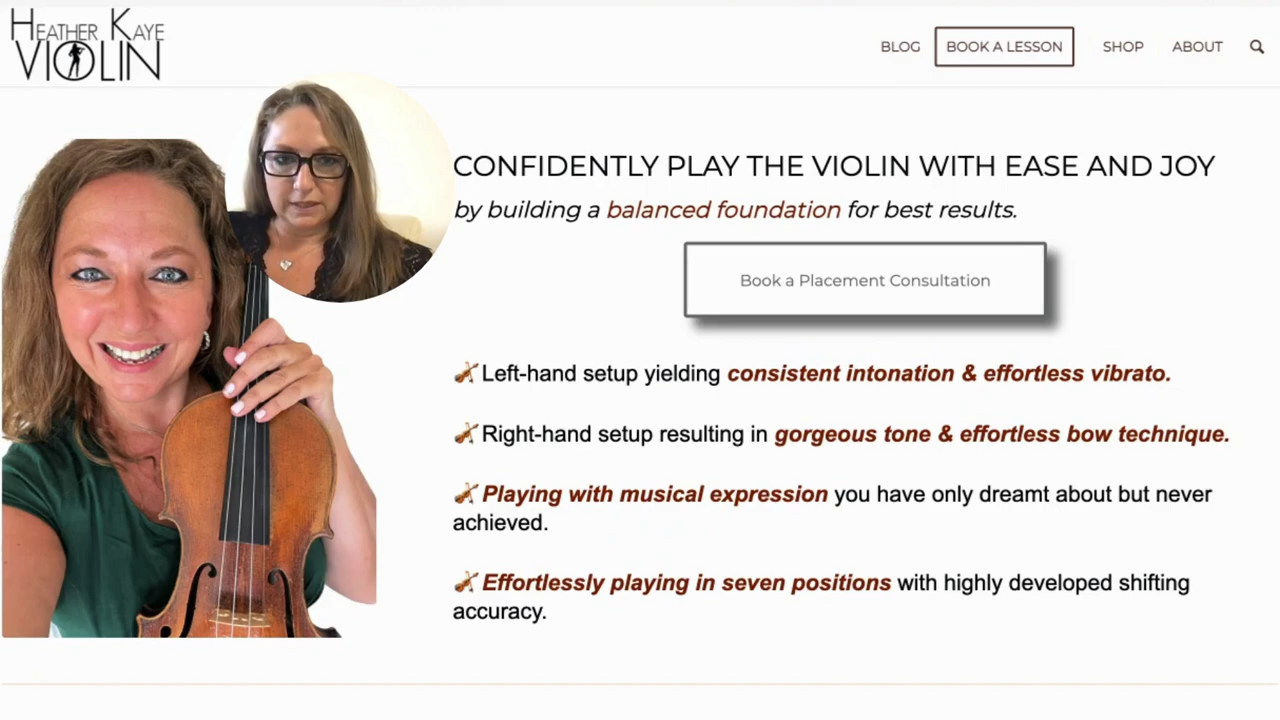 HEATHER KAYE
VIOLIN
BLOG
BOOK A LESSON
SHOP
ABOUT
CONFIDENTLY PLAY THE VIOLIN WITH EASE AND JOY
by building a balanced foundation for best results.
Book a Placement Consultation
🎻Left-hand setup yielding consistent intonation & effortless vibrato.
🎻Right-hand setup resulting in gorgeous tone & effortless bow technique.
🎻Playing with musical expression you have only dreamt about but never
achieved.
🎻Effortlessly playing in seven positions with highly developed shifting
accuracy.